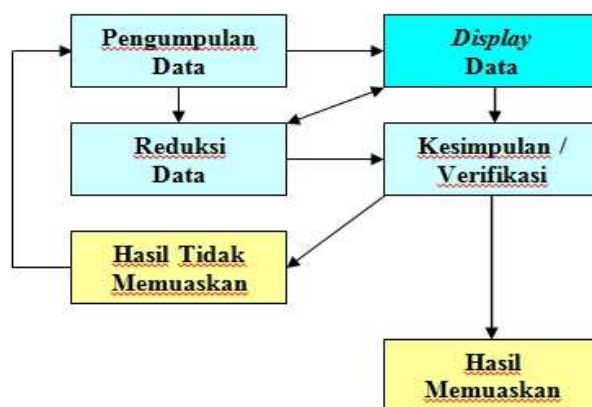 Pengumpulan
Data
Display
Data
Reduksi
Data
Kesimpulan /
Verifikasi
Hasil Tidak
Memuaskan
Hasil
Memuaskan